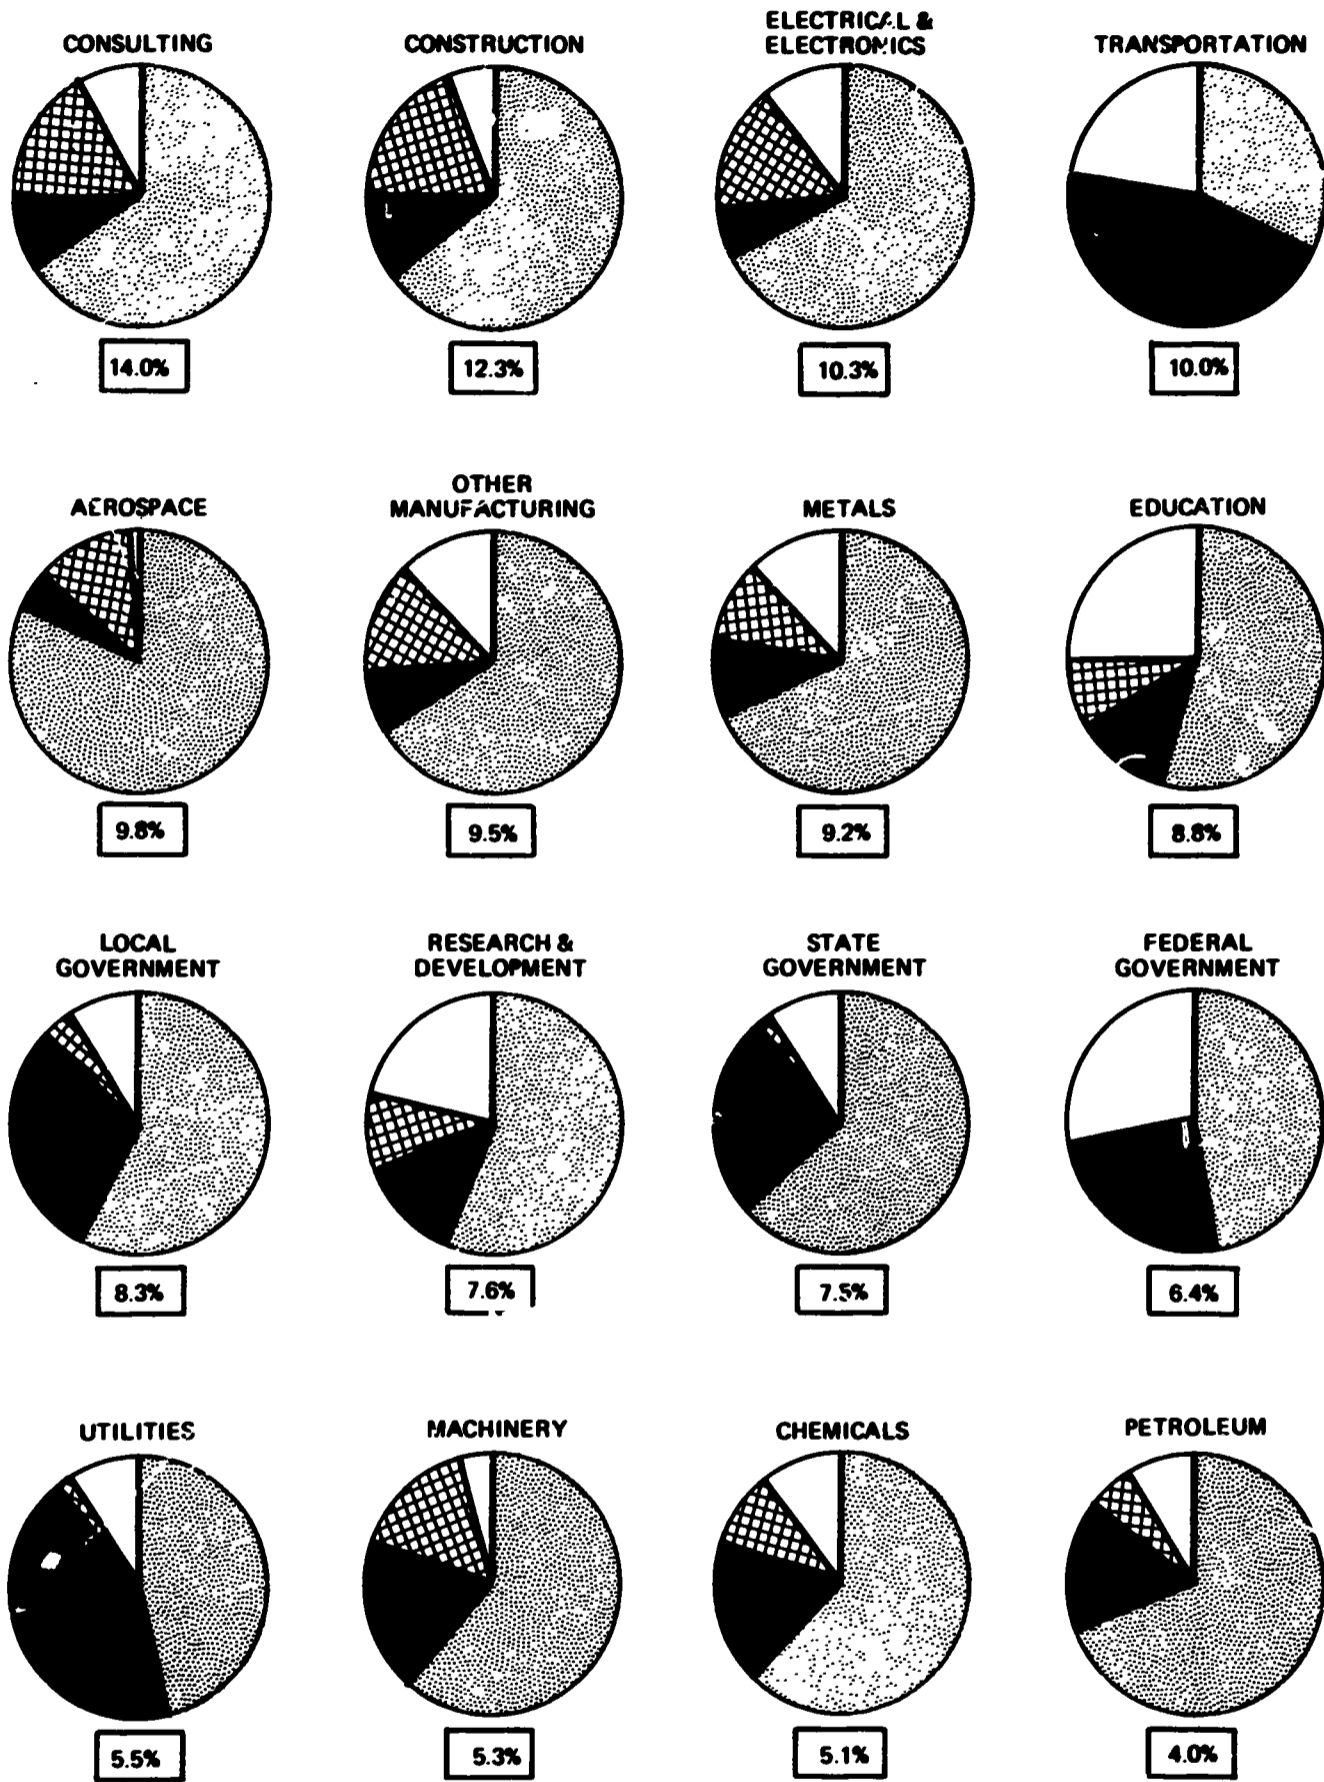 CONSULTING
CONSTRUCTION
ELECTRICAL &
ELECTRONICS
TRANSPORTATION
14.0%
12.3%
10.3%
10.0%
AEROSPACE
OTHER
MANUFACTURING
METALS
EDUCATION
9.8%
9.5%
9.2%
8.8%
LOCAL
GOVERNMENT
RESEARCH &
DEVELOPMENT
STATE
GOVERNMENT
FEDERAL
GOVERNMENT
8.3%
7.6%
7.5%
6.4%
UTILITIES
MACHINERY
CHEMICALS
PETROLEUM
5.5%
5.3%
5.1%
4.0%